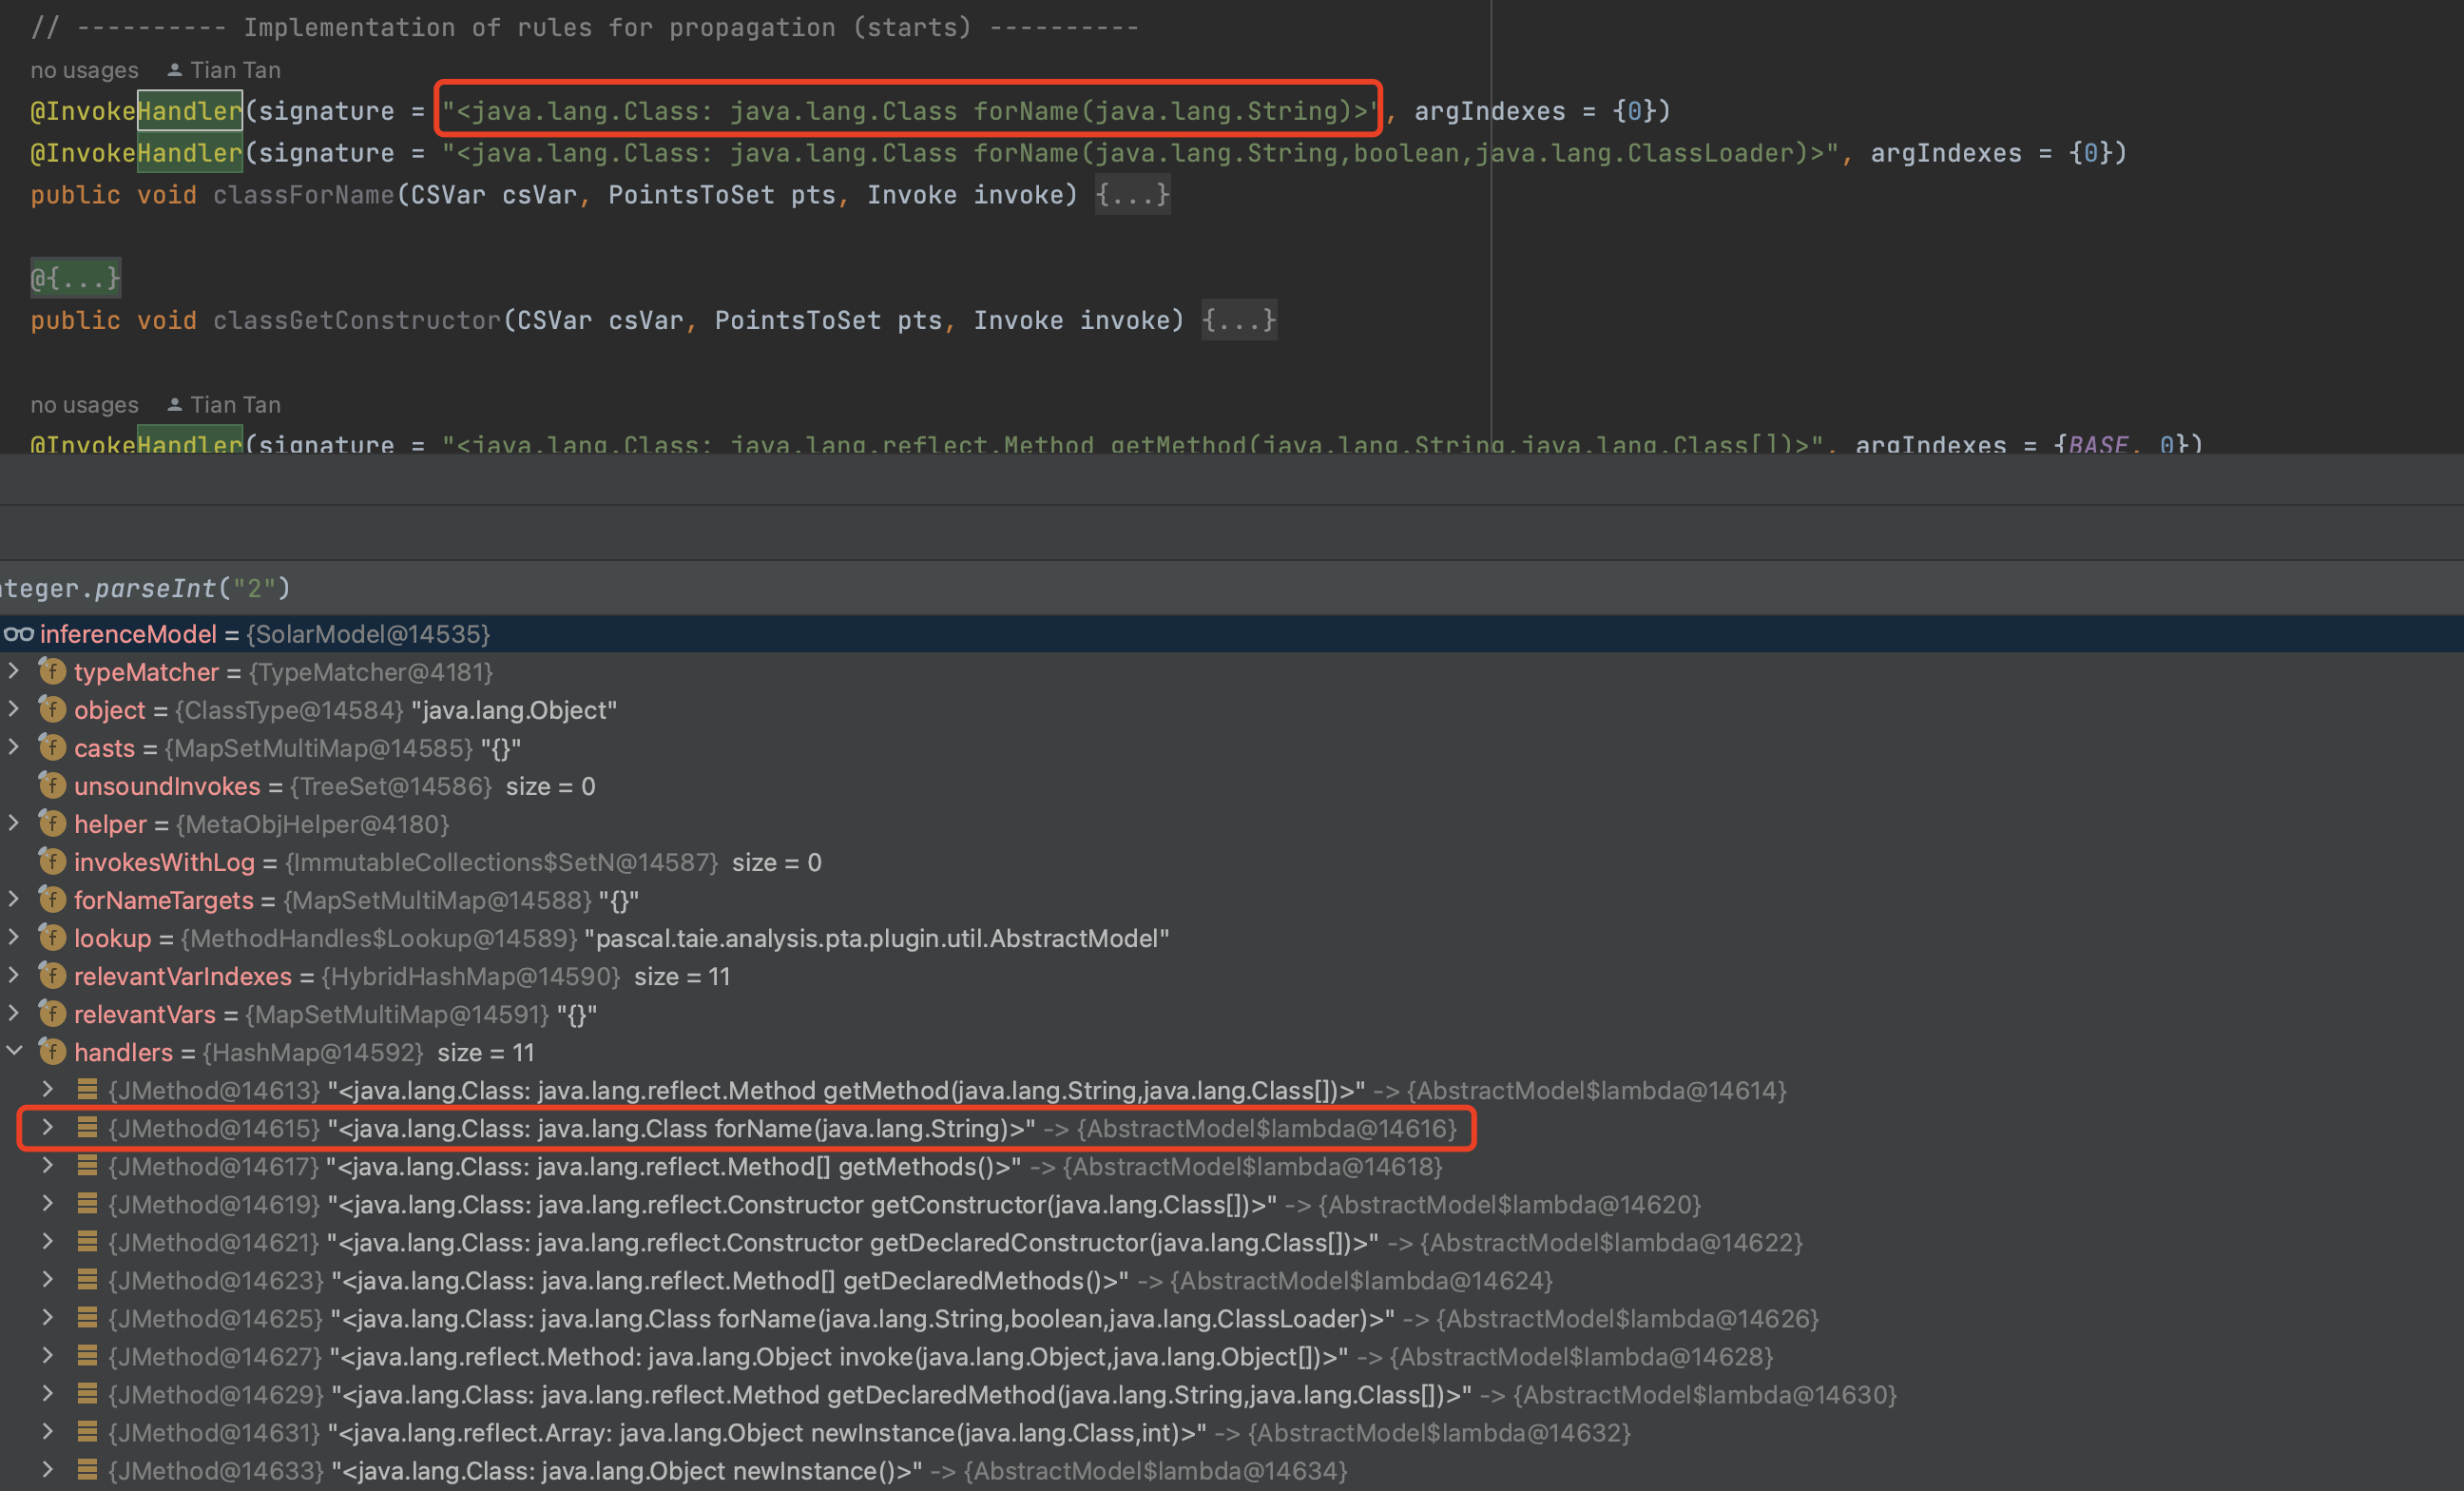 // ---------- Implementation of rules for propagation (starts) ----------
no usages Tian Tan
@InvokeHandler(signature = "<java.lang.Class: java.lang.Class forName(java.lang.String)>", argIndexes = {0})
@InvokeHandler(signature = "<java.lang.Class: java.lang.Class forName(java.lang.String,boolean,java.lang.ClassLoader)>", argIndexes = {0})
public void classForName(CSVar csVar, PointsToSet pts, Invoke invoke) {...}
@{...}
public void classGetConstructor(CSVar csVar, PointsToSet pts, Invoke invoke) {...}
no usages Tian Tan
@InvokeHandler(signature = "<java.lang.Class: java.lang.reflect.Method getMethod(java.lang.String,java.lang.Class[])>", argIndexes = {BASE, 0})
nteger.parseInt("2")
inferenceModel = {SolarModel@14535}
typeMatcher = {TypeMatcher@4181}
object = {ClassType@14584} "java.lang.Object"
casts = {MapSetMultiMap@14585} "{}"
unsoundInvokes = {TreeSet@14586} size = 0
helper = {MetaObjHelper@4180}
invokesWithLog = {ImmutableCollections$SetN@14587} size = 0
forNameTargets = {MapSetMultiMap@14588} "{}"
lookup = {MethodHandles$Lookup@14589} "pascal.taie.analysis.pta.plugin.util.AbstractModel"
relevantVarIndexes = {HybridHashMap@14590} size = 11
relevantVars = {MapSetMultiMap@14591} "{}"
handlers = {HashMap@14592} size = 11
{JMethod@14613} "<java.lang.Class: java.lang.reflect.Method getMethod(java.lang.String,java.lang.Class[])>" -> {AbstractModel$lambda@14614}
{JMethod@14615} "<java.lang.Class: java.lang.Class forName(java.lang.String)>" -> {AbstractModel$lambda@14616}
{JMethod@14617} "<java.lang.Class: java.lang.reflect.Method[] getMethods()>" -> {AbstractModel$lambda@14618}
{JMethod@14619} "<java.lang.Class: java.lang.reflect.Constructor getConstructor(java.lang.Class[])>" -> {AbstractModel$lambda@14620}
{JMethod@14621} "<java.lang.Class: java.lang.reflect.Constructor getDeclaredConstructor(java.lang.Class[])>" -> {AbstractModel$lambda@14622}
{JMethod@14623} "<java.lang.Class: java.lang.reflect.Method[] getDeclaredMethods()>" -> {AbstractModel$lambda@14624}
{JMethod@14625} "<java.lang.Class: java.lang.Class forName(java.lang.String,boolean,java.lang.ClassLoader)>" -> {AbstractModel$lambda@14626}
{JMethod@14627} "<java.lang.reflect.Method: java.lang.Object invoke(java.lang.Object,java.lang.Object[])>" -> {AbstractModel$lambda@14628}
{JMethod@14629} "<java.lang.Class: java.lang.reflect.Method getDeclaredMethod(java.lang.String,java.lang.Class[])>" -> {AbstractModel$lambda@14630}
{JMethod@14631} "<java.lang.reflect.Array: java.lang.Object newInstance(java.lang.Class,int)>" -> {AbstractModel$lambda@14632}
{JMethod@14633} "<java.lang.Class: java.lang.Object newInstance()>" -> {AbstractModel$lambda@14634}